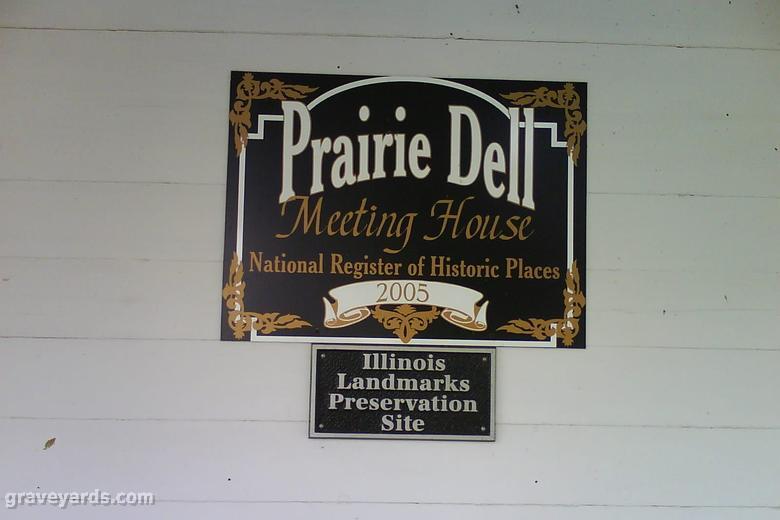 Prairie Dell
Meeting House
National Register of Historic Places
2005
Illinois
Landmarks
Preservation
Site
graveyards.com